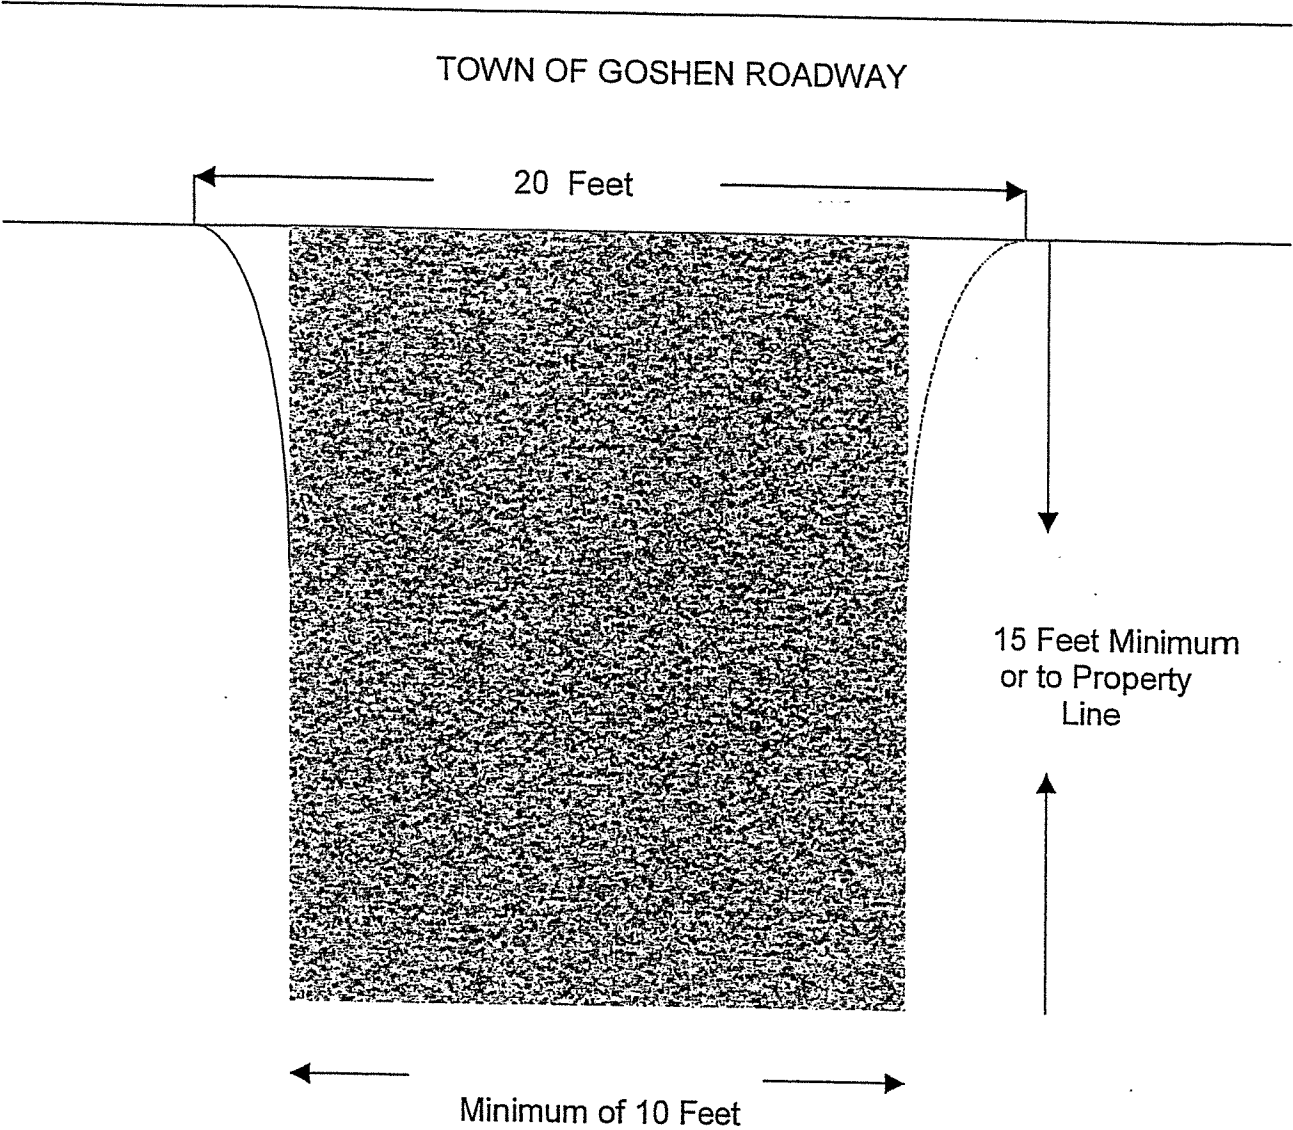 TOWN OF GOSHEN ROADWAY
20 Feet
15 Feet Minimum
or to Property
Line
Minimum of 10 Feet